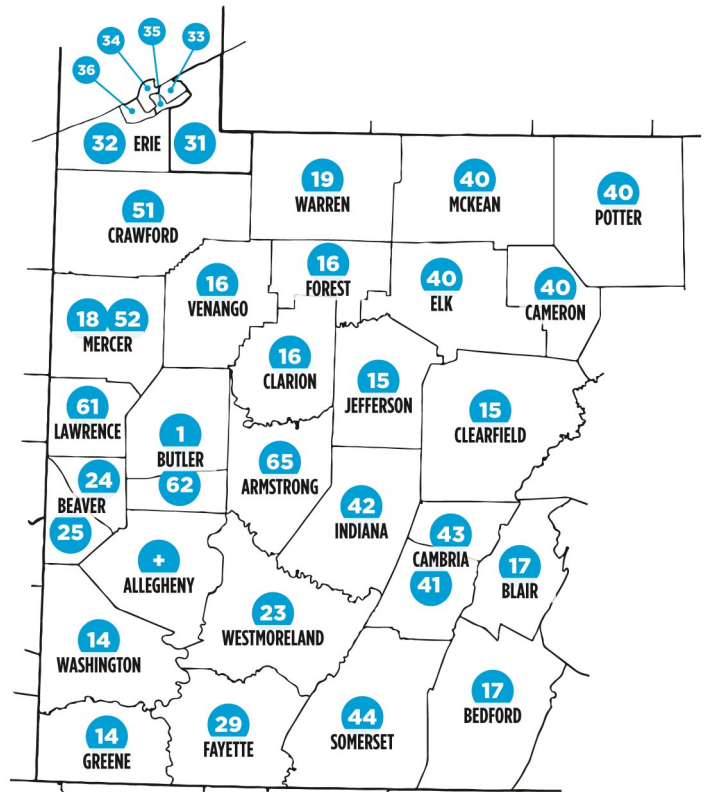 35
34
33
36
32 ERIE 31
19
WARREN
40
MCKEAN
40
POTTER
51
CRAWFORD
16
FOREST
16
VENANGO
40
ELK
40
CAMERON
18 52
MERCER
16
CLARION
15
JEFFERSON
15
CLEARFIELD
61
LAWRENCE
1
BUTLER
62
65
ARMSTRONG
24
BEAVER
25
42
INDIANA
43
CAMBRIA
41
17
BLAIR
+
ALLEGHENY
23
WESTMORELAND
14
WASHINGTON
17
BEDFORD
14
GREENE
29
FAYETTE
44
SOMERSET